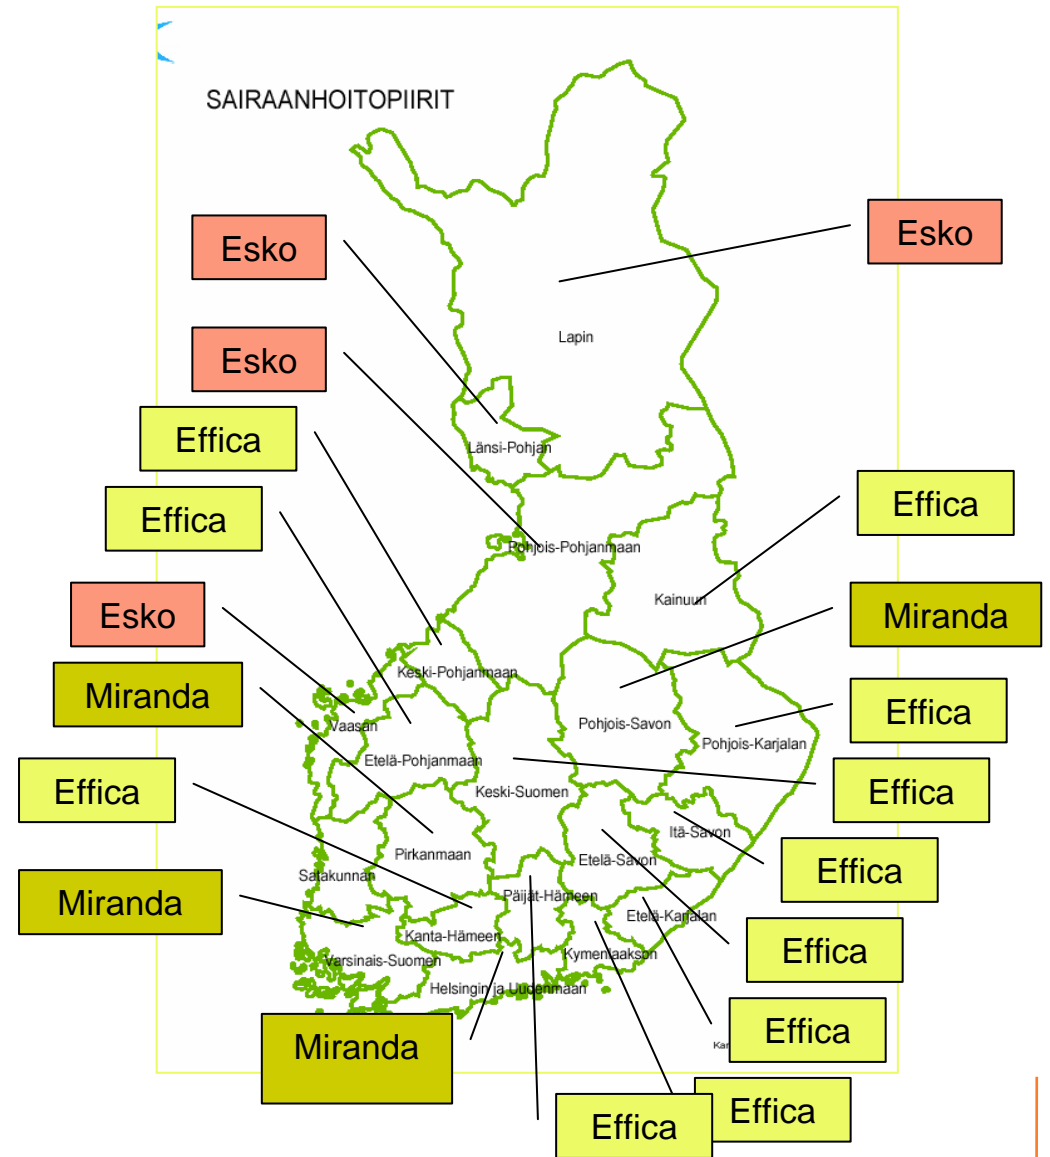 SAIRAANHOITOPIIRIT
Esko
Esko
Lapin
Esko
Effica
Länsi-Pohjan
Effica
Effica
Pohjois-Pohjanmaan
Kainuun
Esko
Miranda
Keski-Pohjanmaan
Miranda
Effica
Vaasan
Pohjois-Savon
Pohjois-Karjalan
Etelä-Pohjanmaan
Effica
Keski-Suomen
Effica
Itä-Savon
Pirkanmaan
Etelä-Savon
Satakunnan
Effica
Miranda
Päijät-Hämeen
Etelä-Karjalan
Kanta-Hämeen
Effica
Varsinais-Suomen
Kymenlaakson
Helsingin ja Uudenmaan
Effica
Miranda
Effica
Effica